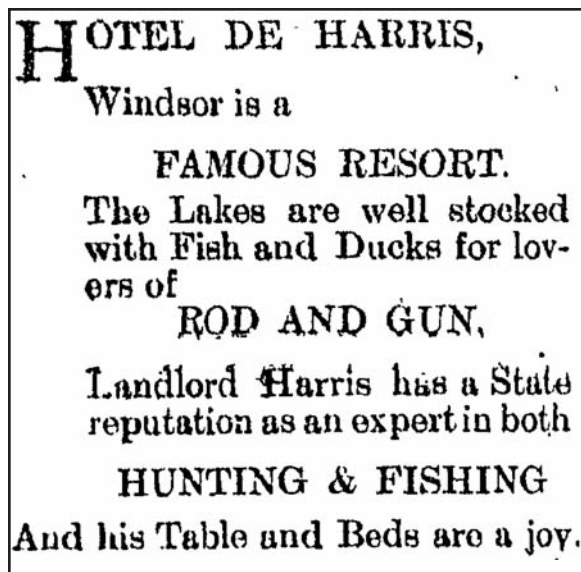 HOTEL DE HARRIS,
Windsor is a
FAMOUS RESORT.
The Lakes are well stocked
with Fish and Ducks for lov-
ers of
ROD AND GUN,
Landlord Harris has a State
reputation as an expert in both
HUNTING & FISHING
And his Table and Beds are a joy.